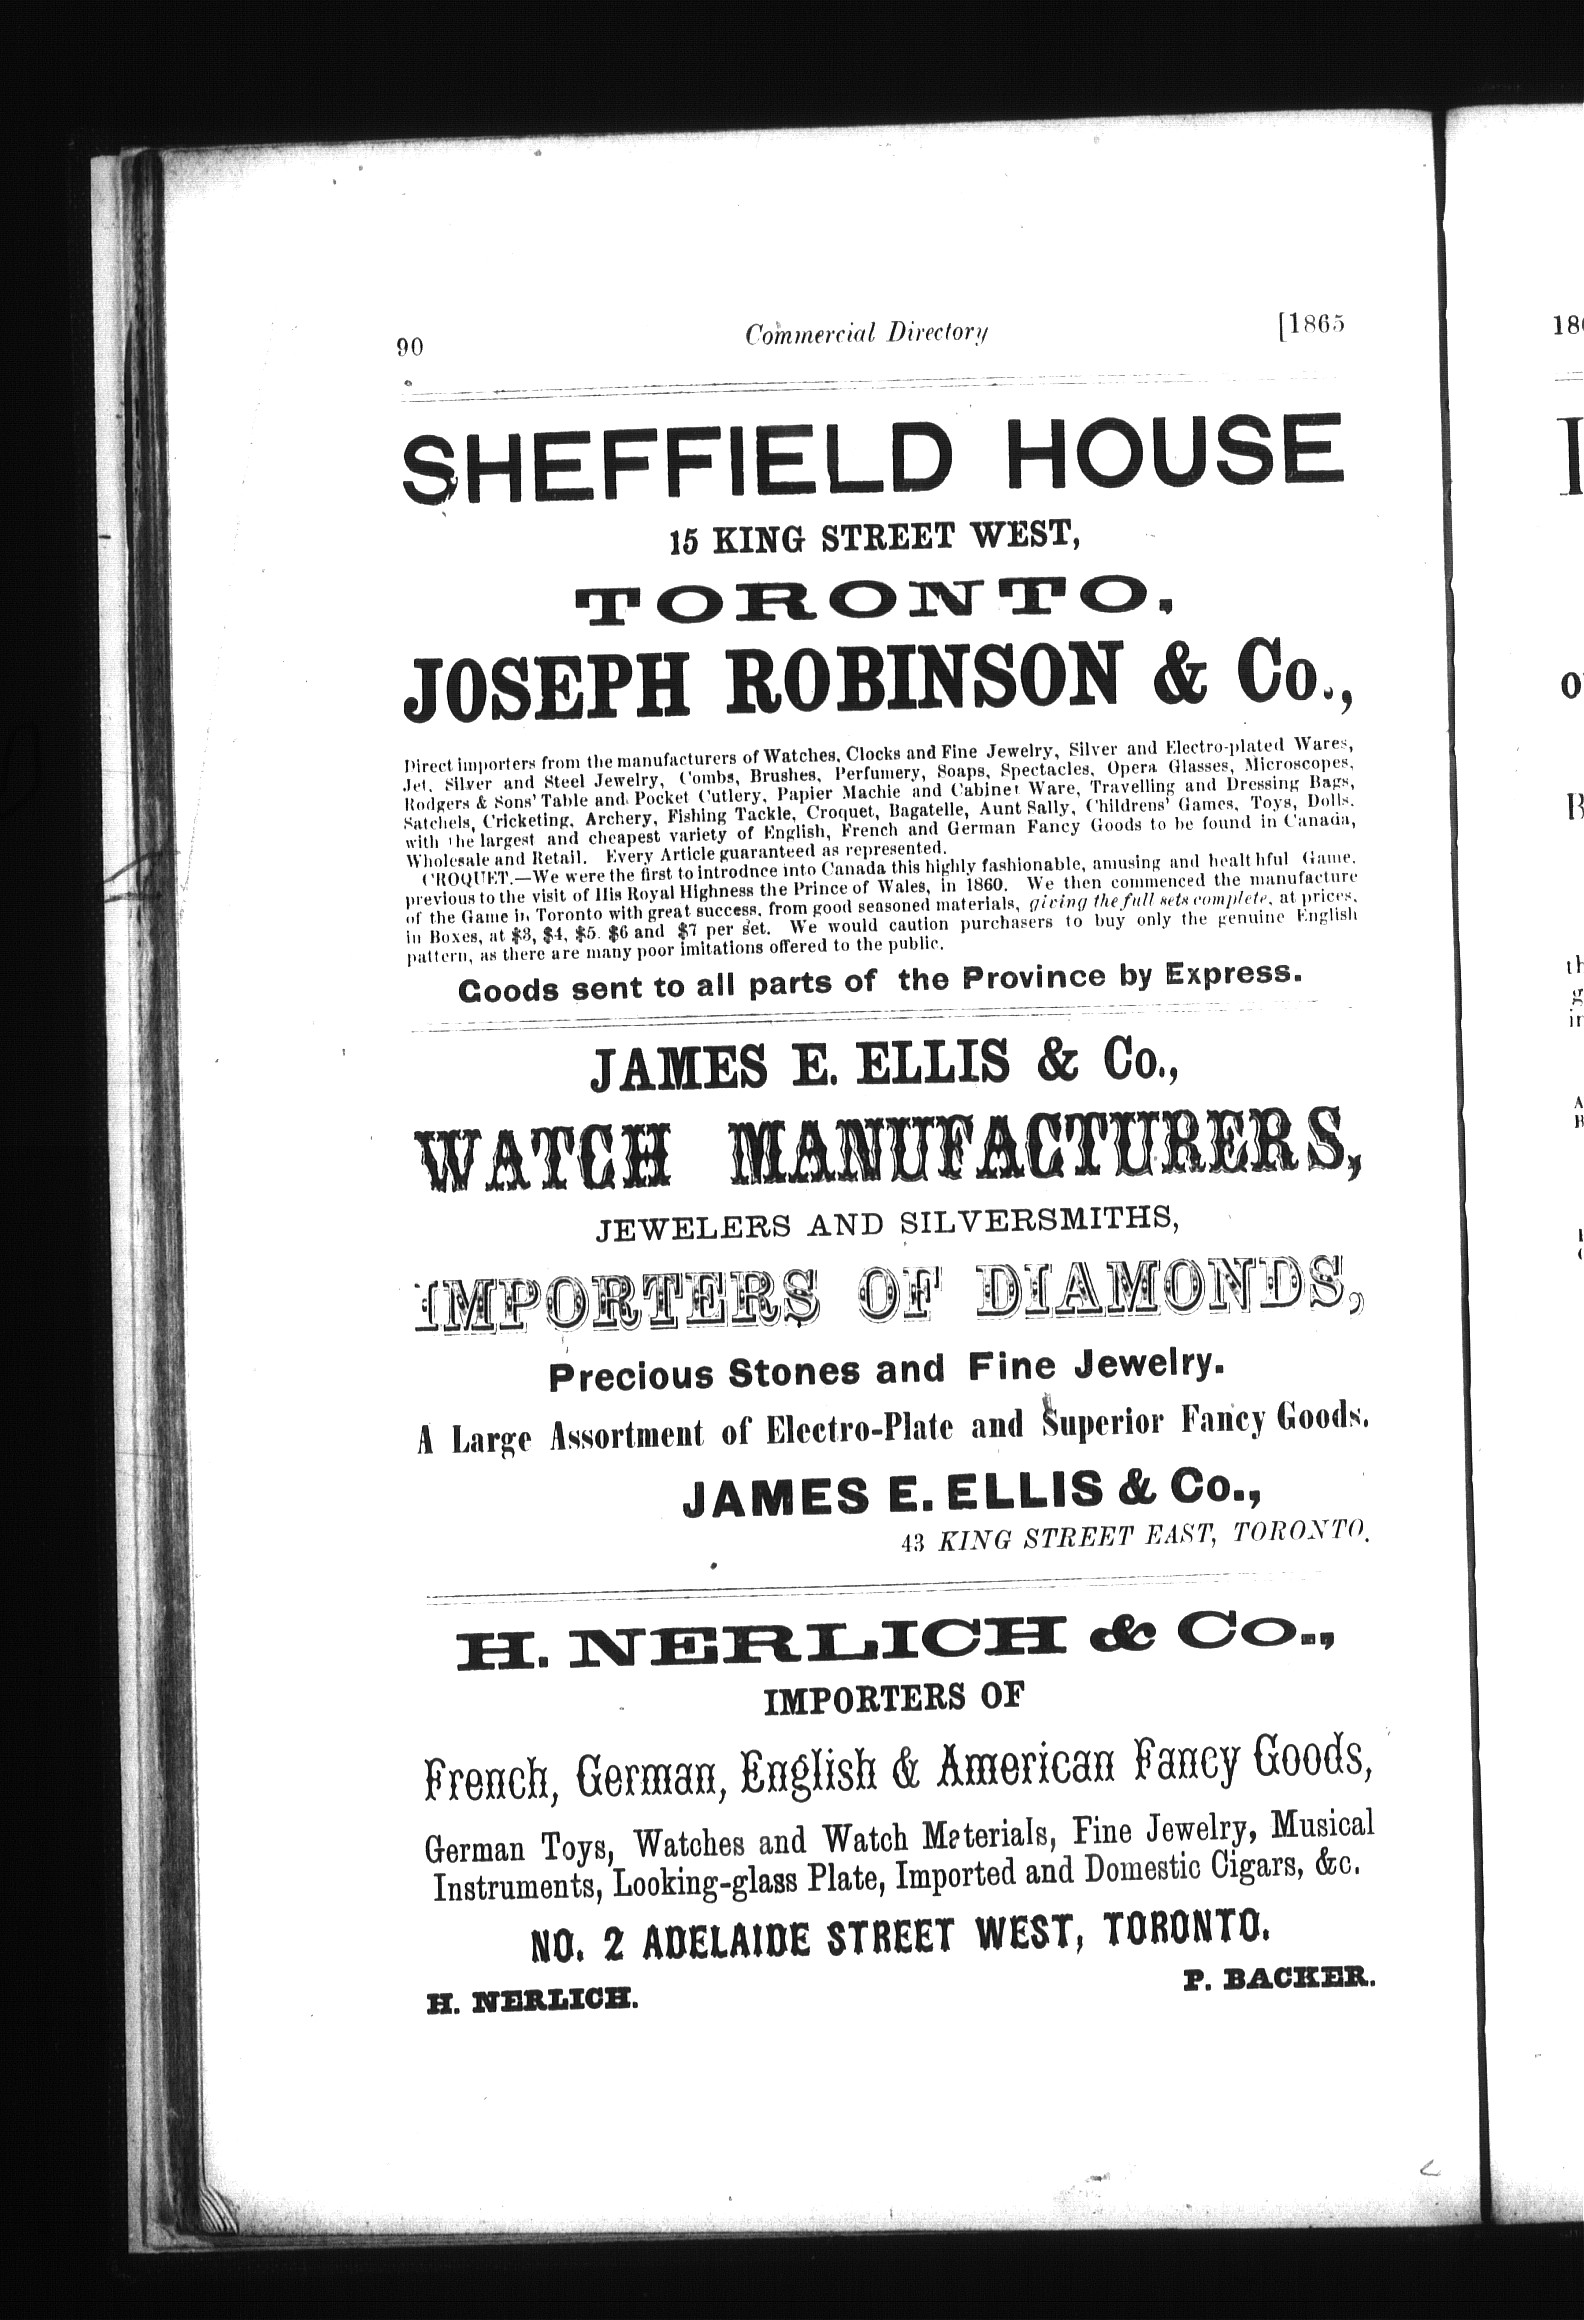 90 Commercial Directory [1865
SHEFFIELD HOUSE
15 KING STREET WEST,
TORONTO,
JOSEPH ROBINSON & Co.,
Direct importers from the manufacturers of Watches, Clocks and Fine Jewelry, Silver and Electro-plated Wares,
Jet, Silver and Steel Jewelry, Combs, Brushes, Perfumery, Soaps, Spectacles, Opera Glasses, Microscopes,
Rodgers & Sons' Table and Pocket Cutlery, Papier Machie and Cabinet Ware, Travelling and Dressing Bags,
Satchels, Cricketing, Archery, Fishing Tackle, Croquet, Bagatelle, Aunt Sally, Childrens' Games, Toys, Dolls.
with the largest and cheapest variety of English, French and German Fancy Goods to be found in Canada,
Wholesale and Retail. Every Article guaranteed as represented.
CROQUET.—We were the first to introdnce into Canada this highly fashionable, amusing and healthful Game,
previous to the visit of His Royal Highness the Prince of Wales, in 1860. We then commenced the manufacture
of the Game in Toronto with great success, from good seasoned materials, giving the full sets complete, at prices,
in Boxes, at $3, $4, $5. $6 and $7 per set. We would caution purchasers to buy only the genuine English
pattern, as there are many poor imitations offered to the public.
Goods sent to all parts of the Province by Express.
JAMES E. ELLIS & Co.,
WATCH MANUFACTURERS,
JEWELERS AND SILVERSMITHS,
IMPORTERS OF DIAMONDS,
Precious Stones and Fine Jewelry.
A Large Assortment of Electro-Plate and Superior Fancy Goods.
JAMES E. ELLIS & Co.,
43 KING STREET EAST, TORONTO.
H. NERLICH & Co.,
IMPORTERS OF
French, German, English & American Fancy Goods,
German Toys, Watches and Watch Materials, Fine Jewelry, Musical
Instruments, Looking-glass Plate, Imported and Domestic Cigars, &c.
NO. 2 ADELAIDE STREET WEST, TORONTO.
H. NERLICH. P. BACKER.